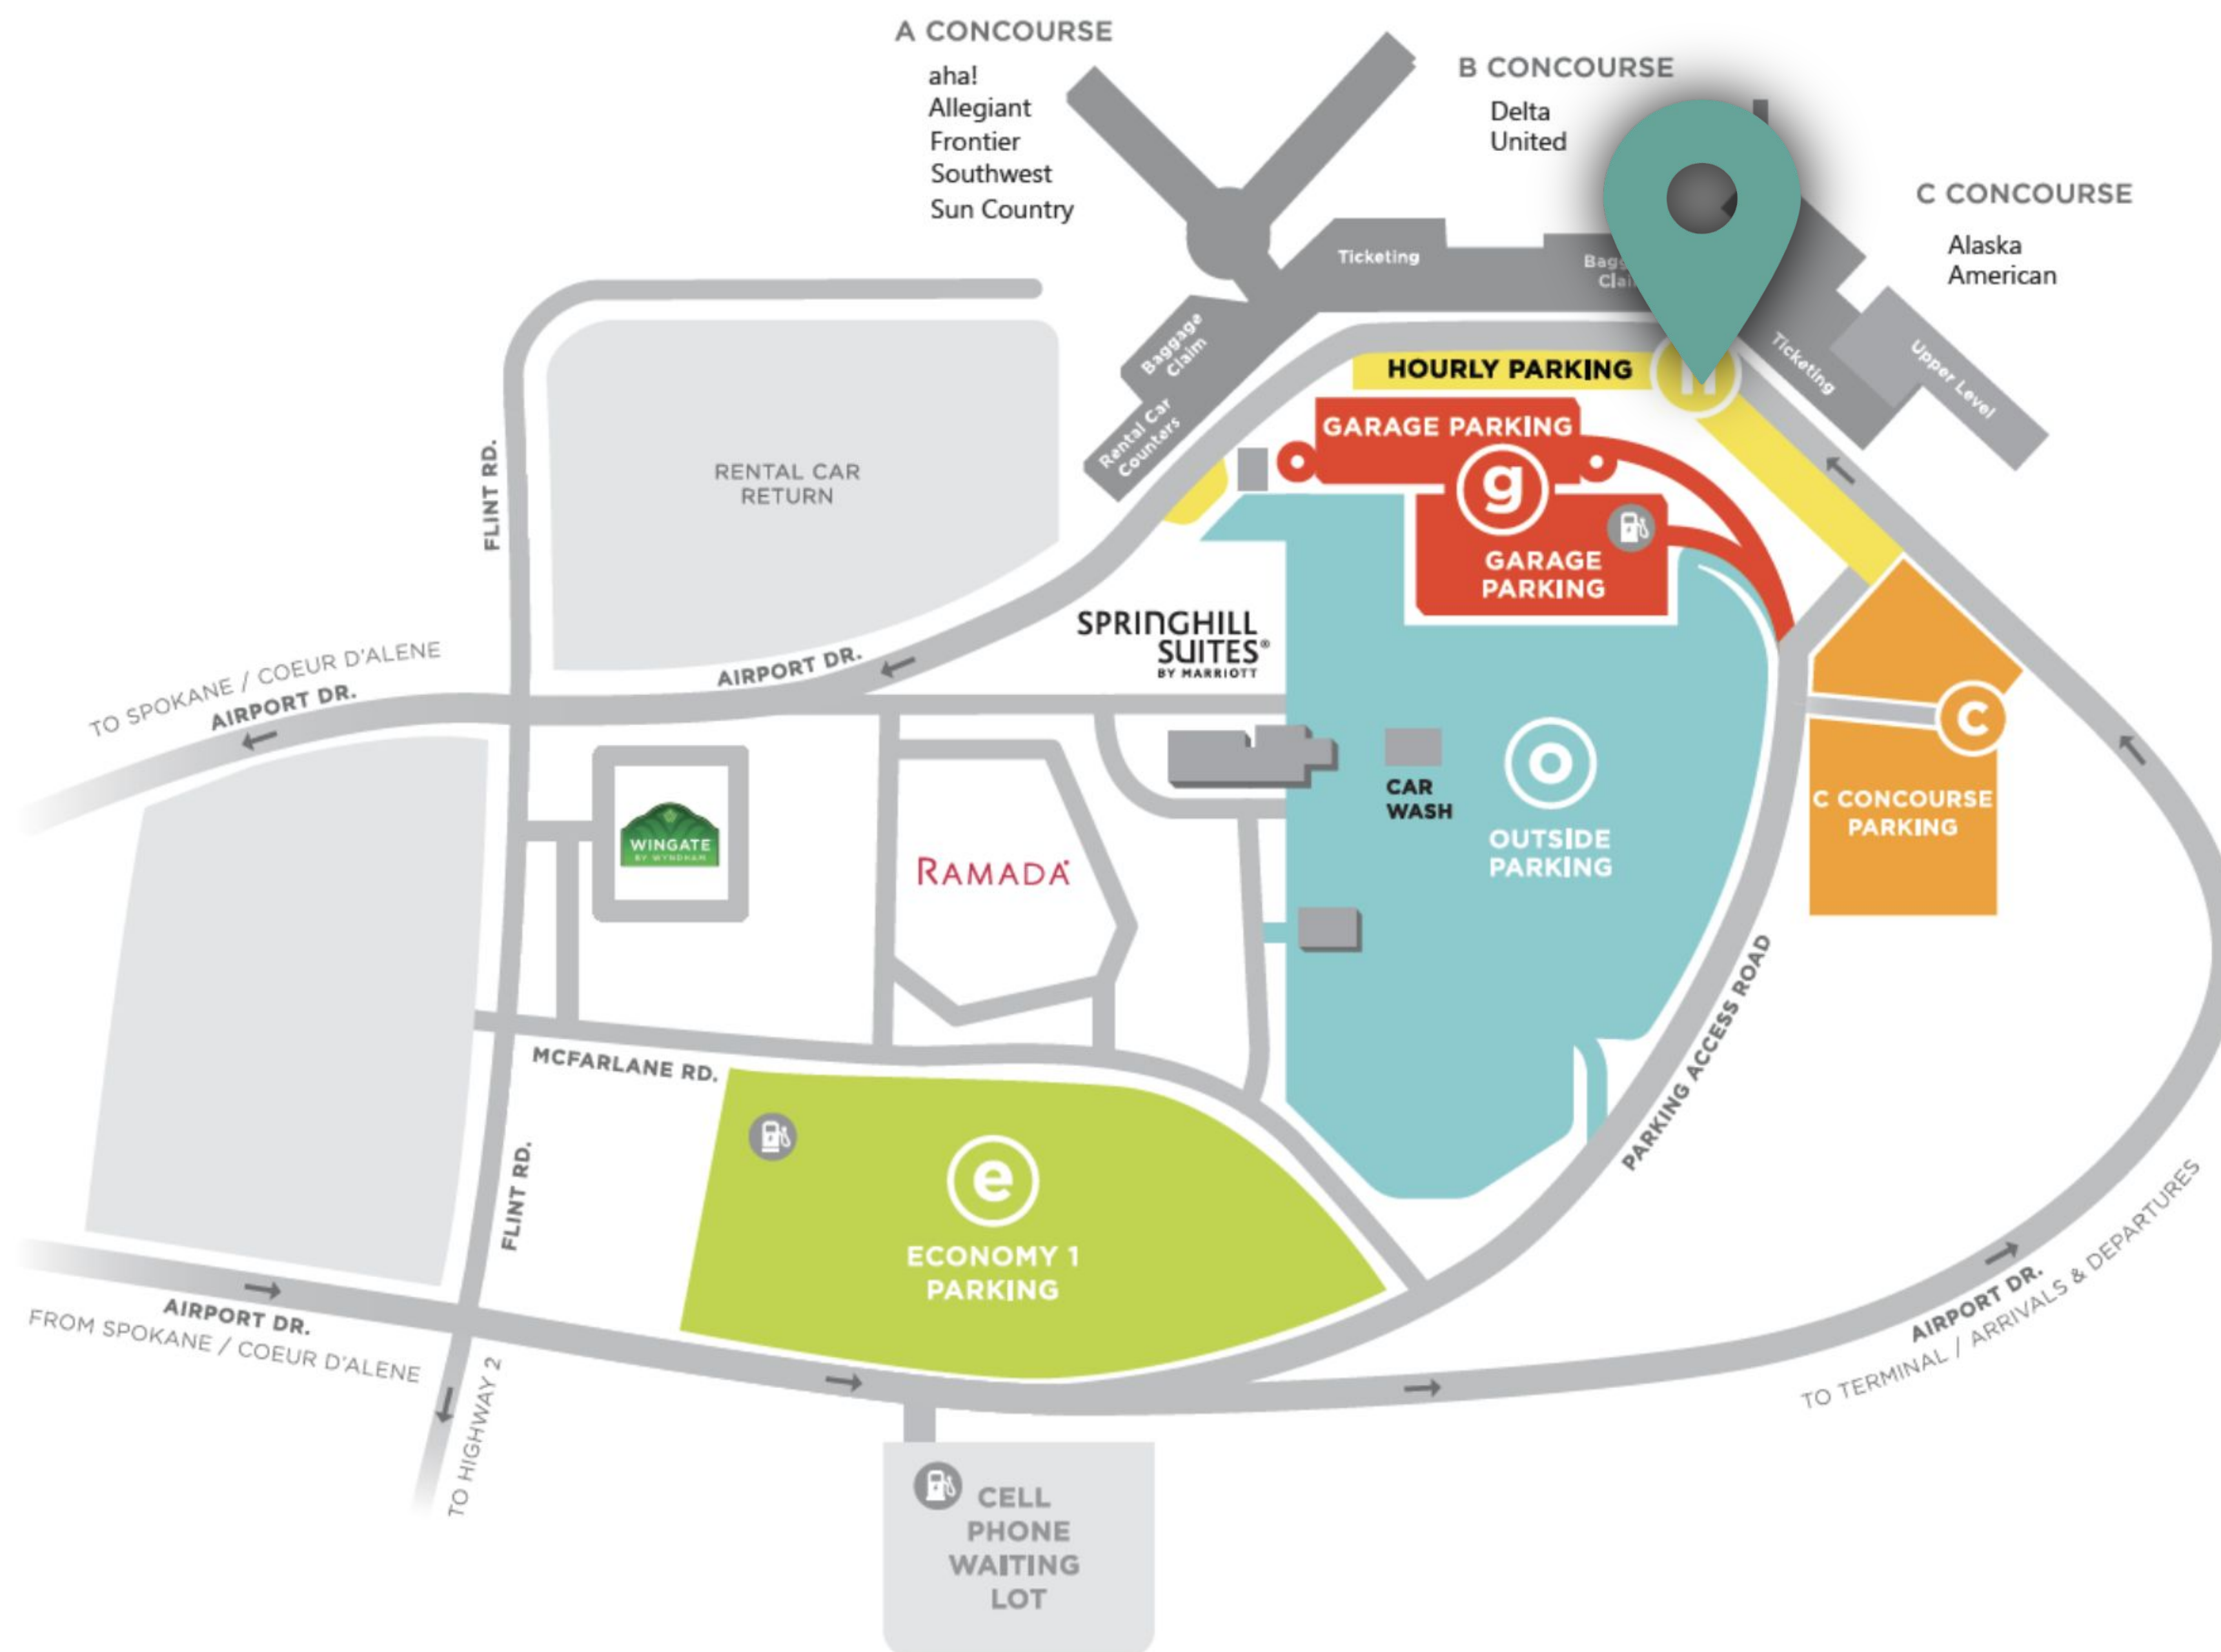 A CONCOURSE
aha!
Allegiant
Frontier
Southwest
Sun Country
B CONCOURSE
Delta
United
C CONCOURSE
Alaska
American
Ticketing
Baggage
Claim
Rental Car
Counters
Ticketing
Upper Level
HOURLY PARKING
GARAGE PARKING
g
GARAGE
PARKING
RENTAL CAR
RETURN
FLINT RD.
SPRINGHILL
SUITES®
BY MARRIOTT
AIRPORT DR.
TO SPOKANE / COEUR D'ALENE
AIRPORT DR.
WINGATE
BY WYNDHAM
RAMADA
CAR
WASH
O
OUTSIDE
PARKING
C
C CONCOURSE
PARKING
PARKING ACCESS ROAD
MCFARLANE RD.
FLINT RD.
e
ECONOMY 1
PARKING
AIRPORT DR.
FROM SPOKANE / COEUR D'ALENE
TO HIGHWAY 2
AIRPORT DR.
TO TERMINAL / ARRIVALS & DEPARTURES
CELL
PHONE
WAITING
LOT